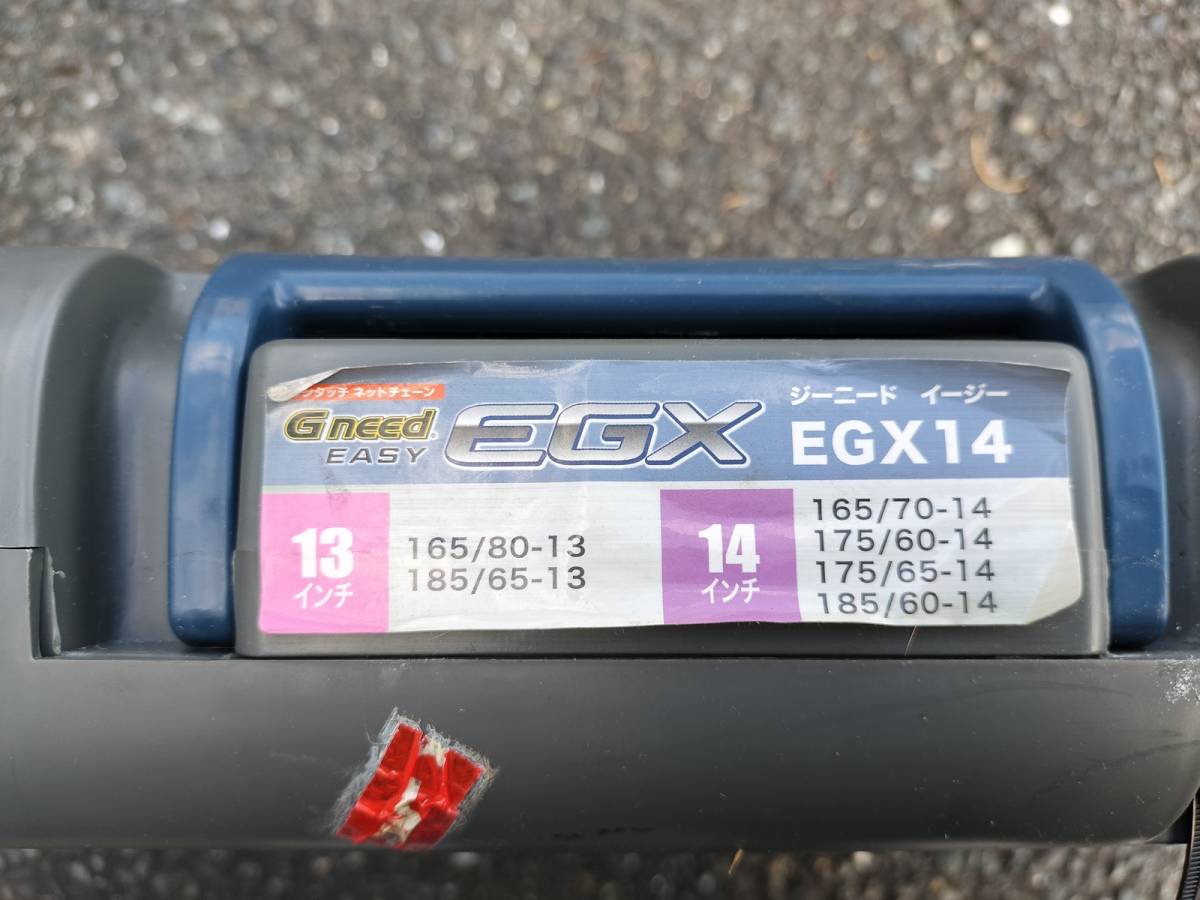 ネットチェーン
Gneed
EASY
EGX
ジーニード イージー
EGX14
13
インチ
165/80-13
185/65-13
14
インチ
165/70-14
175/60-14
175/65-14
185/60-14